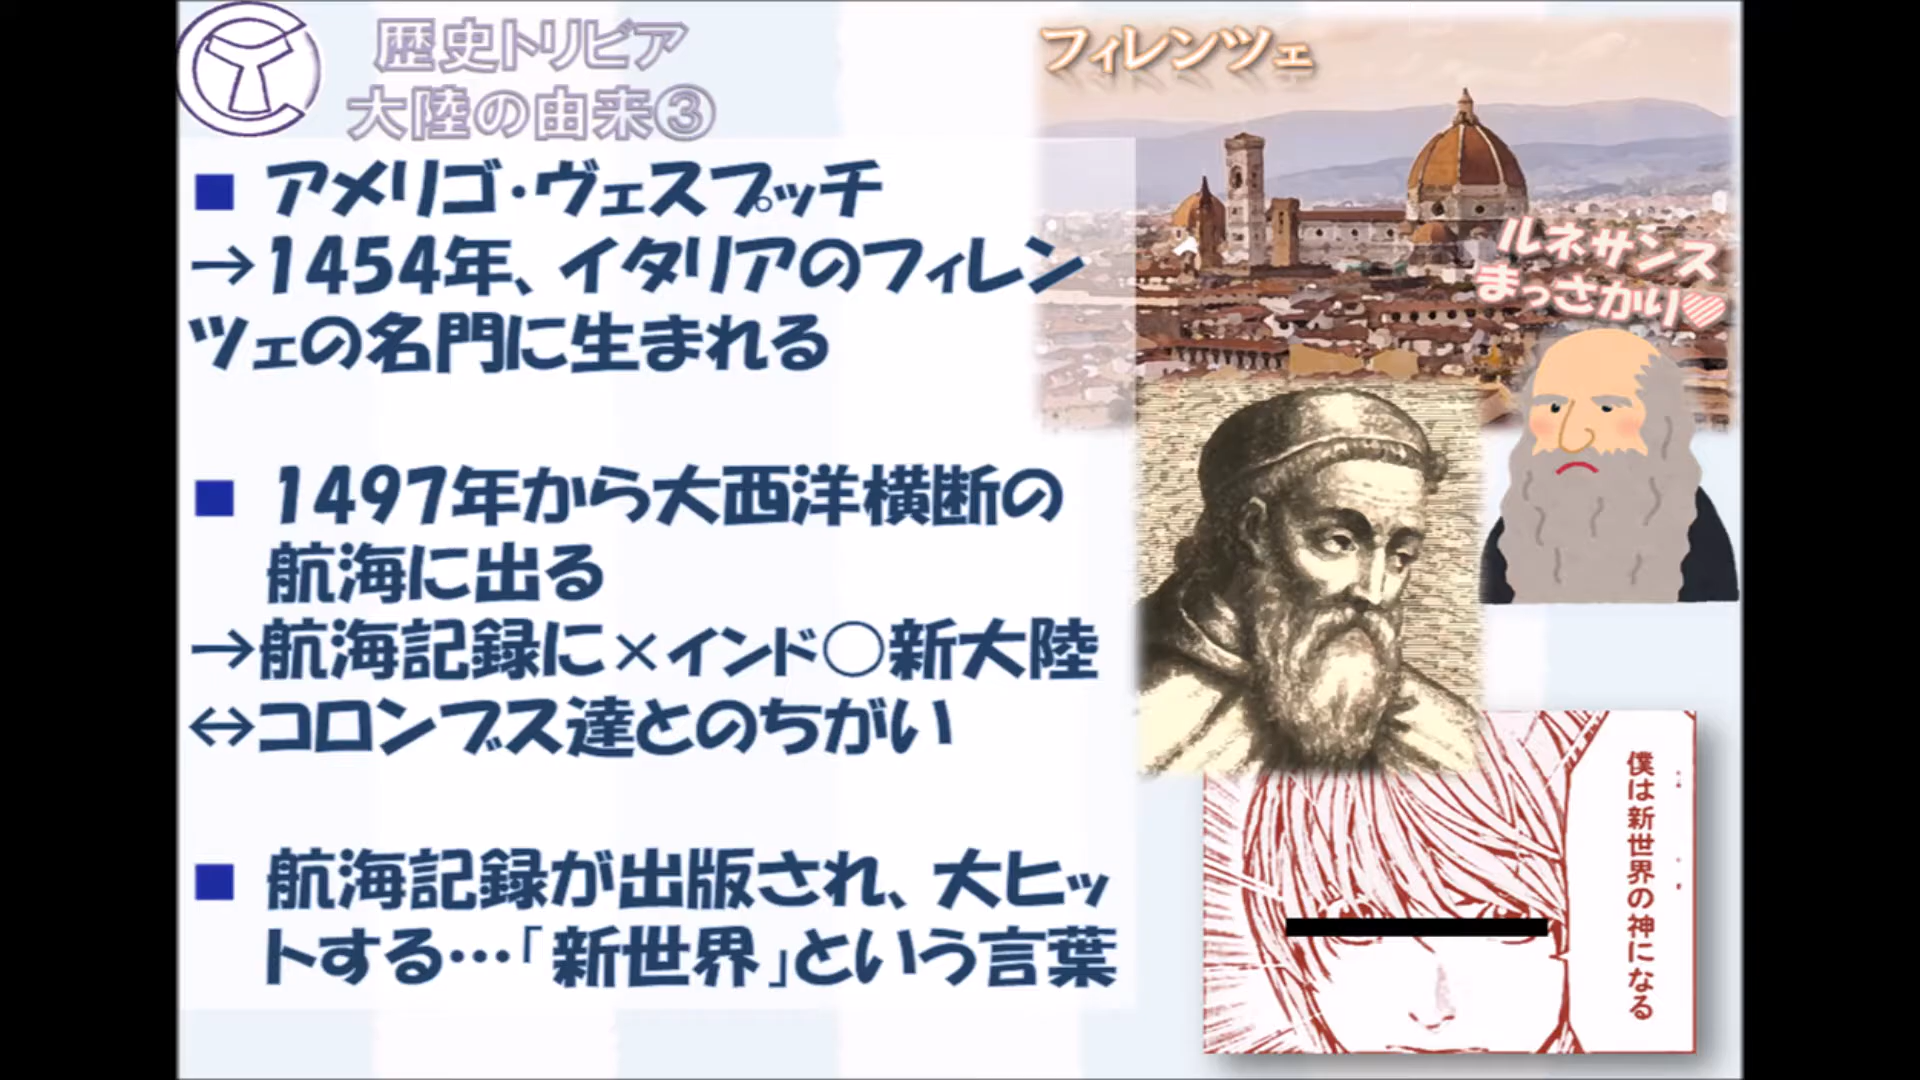 歴史トリビア
大陸の由来③
フィレンツェ
■ アメリゴ・ヴェスプッチ
→1454年、イタリアのフィレン
ツェの名門に生まれる
ルネサンス
まっさかり♡
■ 1497年から大西洋横断の
航海に出る
→航海記録に×インド○新大陸
↔コロンブス達とのちがい
■ 航海記録が出版され、大ヒッ
トする…「新世界」という言葉
僕は新世界の神になる